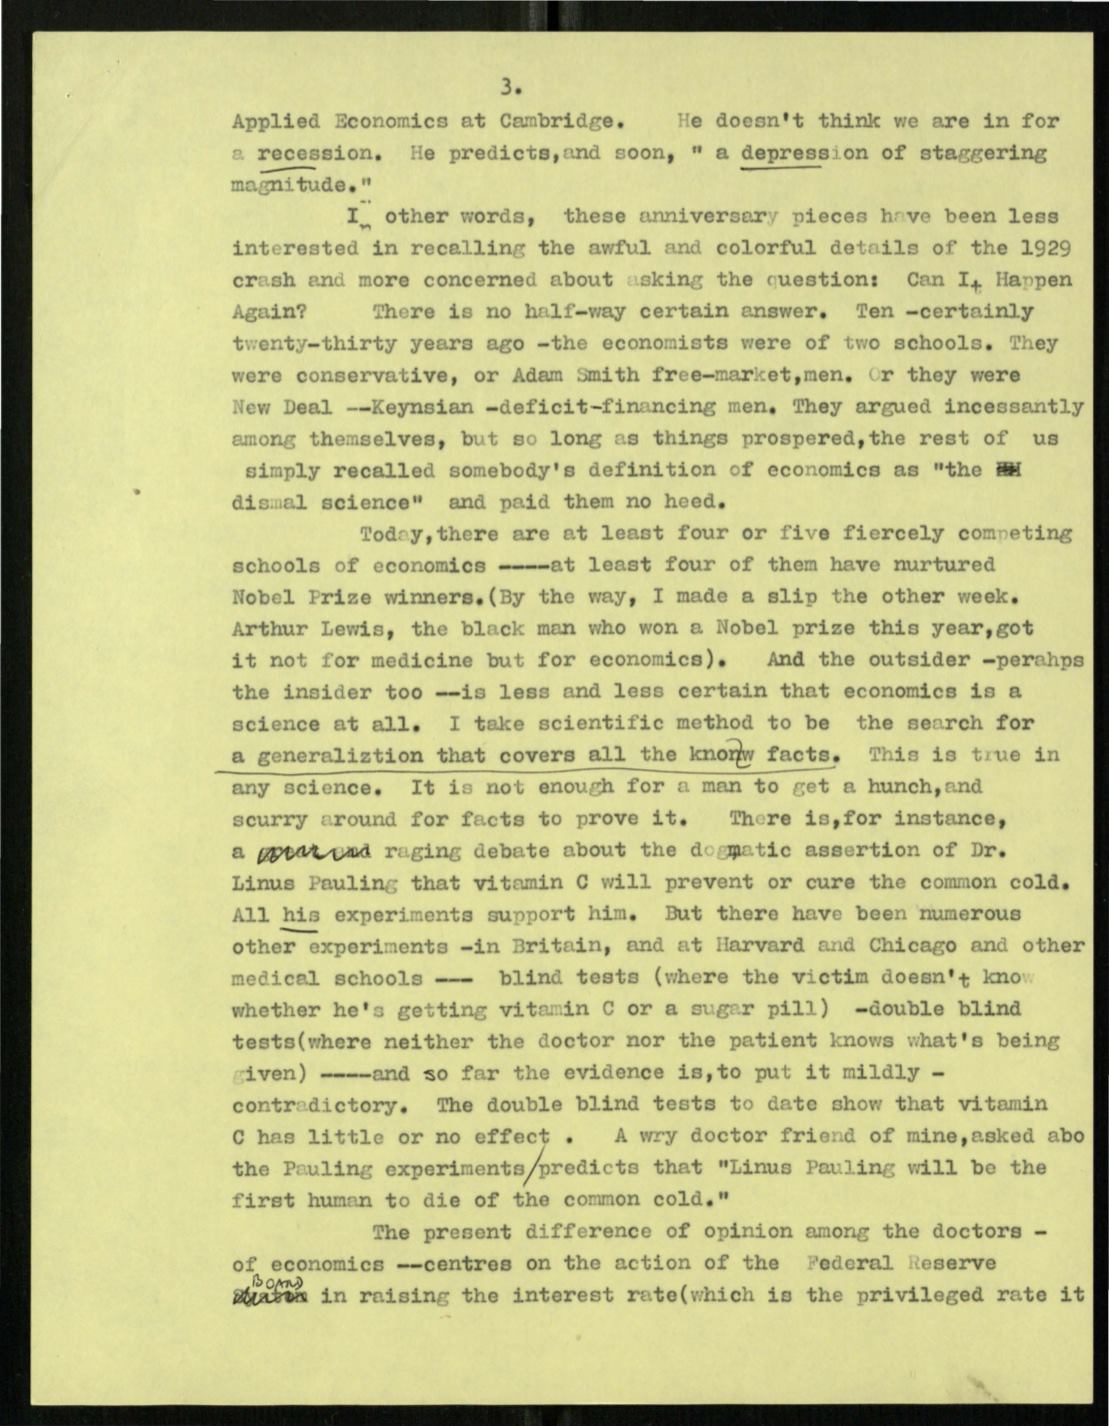 3.
Applied Economics at Cambridge. He doesn't think we are in for
a recession. He predicts,and soon, " a depression of staggering
magnitude."
I other words, these anniversary pieces have been less
interested in recalling the awful and colorful details of the 1929
crash and more concerned about asking the question: Can It Happen
Again? There is no half-way certain answer. Ten -certainly
twenty-thirty years ago -the economists were of two schools. They
were conservative, or Adam Smith free-market,men. Or they were
New Deal --Keynsian -deficit-financing men. They argued incessantly
among themselves, but so long as things prospered,the rest of us
simply recalled somebody's definition of economics as "the
dismal science" and paid them no heed.
Today,there are at least four or five fiercely competing
schools of economics ----at least four of them have nurtured
Nobel Prize winners.(By the way, I made a slip the other week.
Arthur Lewis, the black man who won a Nobel prize this year,got
it not for medicine but for economics). And the outsider -perahps
the insider too --is less and less certain that economics is a
science at all. I take scientific method to be the search for
a generaliztion that covers all the knonw facts. This is true in
any science. It is not enough for a man to get a hunch,and
scurry around for facts to prove it. There is,for instance,
a raging debate about the dogmatic assertion of Dr.
Linus Pauling that vitamin C will prevent or cure the common cold.
All his experiments support him. But there have been numerous
other experiments -in Britain, and at Harvard and Chicago and other
medical schools --- blind tests (where the victim doesn't know
whether he's getting vitamin C or a sugar pill) -double blind
tests(where neither the doctor nor the patient knows what's being
given) ----and so far the evidence is,to put it mildly -
contradictory. The double blind tests to date show that vitamin
C has little or no effect . A wry doctor friend of mine,asked abo
the Pauling experiments/predicts that "Linus Pauling will be the
first human to die of the common cold."
The present difference of opinion among the doctors -
of economics --centres on the action of the Federal Reserve
BOARD in raising the interest rate(which is the privileged rate it